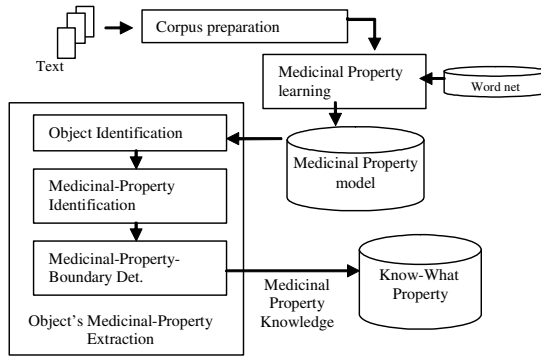 Corpus preparation
Text
Medicinal Property
learning
Word net
Object Identification
Medicinal Property
model
Medicinal-Property
Identification
Medicinal-Property-
Boundary Det.
Know-What
Property
Medicinal
Property
Knowledge
Object's Medicinal-Property
Extraction